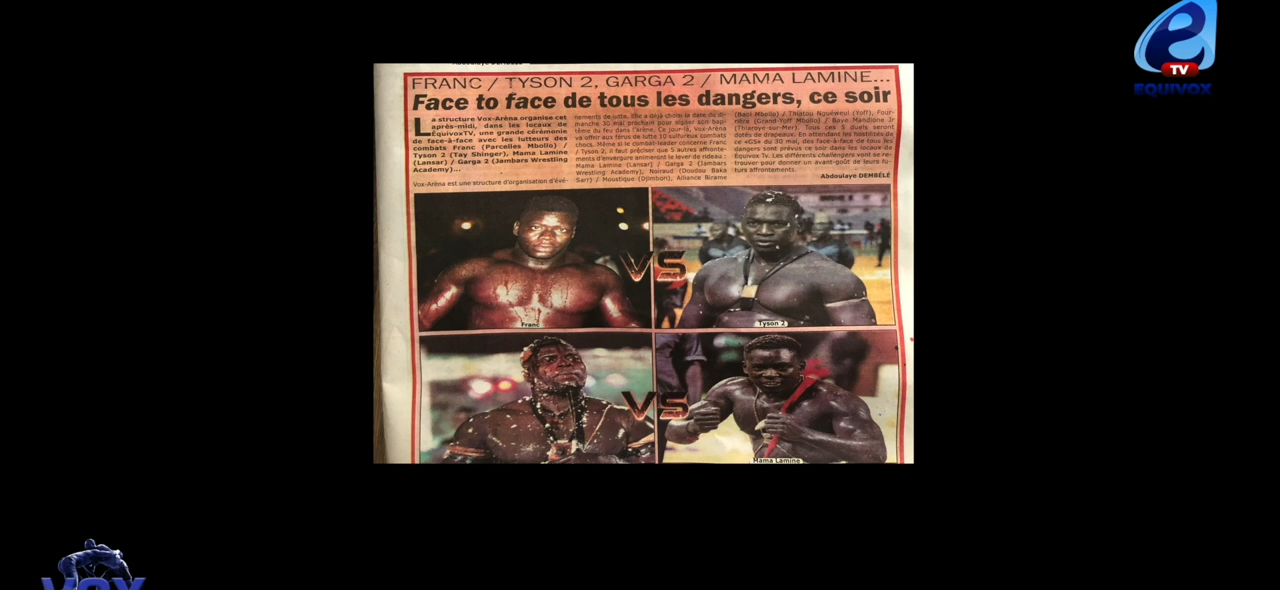 FRANC / TYSON 2, GARGA 2 / MAMA LAMINE...
Face to face de tous les dangers, ce soir
La structure Vox-Arèna organise cet
après-midi, dans les locaux de
ÉquivoxTV, une grande cérémonie
de face-à-face avec les lutteurs des
combats Franc (Parcelles Mbollo) /
Tyson 2 (Tay Shinger), Mama Lamine
(Lansar) / Garga 2 (Jambars Wrestling
Academy)...
Vox-Arèna est une structure d'organisation d'évé-
nements de lutte. Elle a déjà choisi la date du di-
manche 30 mai prochain pour signer son bap-
tême du feu dans l'arène. Ce jour-là, Vox-Arèna
va offrir aux férus de lutte 10 sulfureux combats
chocs. Même si le combat-leader concerne Franc
/ Tyson 2, il faut préciser que 5 autres affronte-
ments d'envergure animeront le lever de rideau :
Mama Lamine (Lansar) / Garga 2 (Jambars
Wrestling Academy), Narraud (Doudou Baka
Sarr) / Moustique (Djimbori), Alliance Birame
(Baol Mbollo) / Thiatou Nguéweul (Yoff), Four-
rière (Grand-Yoff Mbollo) / Baye Mandione Jr
(Thiaroye-sur-Mer). Tous ces 5 duels seront
dotés de drapeaux. En attendant les hostilités de
ce «GS» du 30 mai, des face-à-face de tous les
dangers sont prévus ce soir dans les locaux de
Équivox Tv. Les différents challengers vont se re-
trouver pour donner un avant-goût de leurs fu-
turs affrontements.
Abdoulaye DEMBÉLÉ
VS
Franc
Tyson 2
VS
Mama Lamine
e
TV
EQUIVOX
VOX